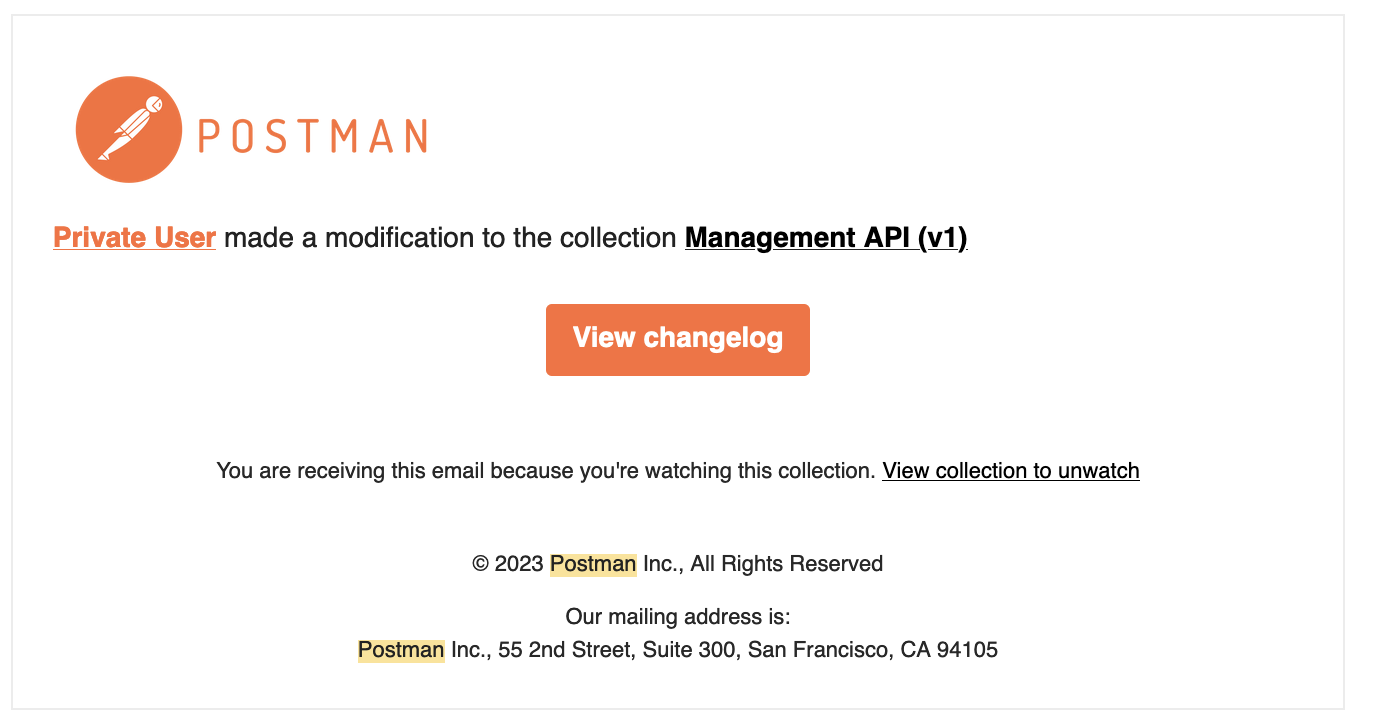 POSTMAN
Private User made a modification to the collection Management API (v1)
View changelog
You are receiving this email because you're watching this collection. View collection to unwatch
© 2023 Postman Inc., All Rights Reserved
Our mailing address is:
Postman Inc., 55 2nd Street, Suite 300, San Francisco, CA 94105